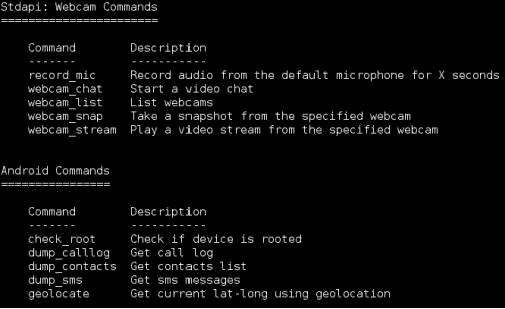 Stdapi: Webcam Commands
=======================
Command       Description
-------       -----------
record_mic    Record audio from the default microphone for X seconds
webcam_chat   Start a video chat
webcam_list   List webcams
webcam_snap   Take a snapshot from the specified webcam
webcam_stream Play a video stream from the specified webcam
Android Commands
================
Command       Description
-------       -----------
check_root    Check if device is rooted
dump_calllog  Get call log
dump_contacts Get contacts list
dump_sms      Get sms messages
geolocate     Get current lat-long using geolocation